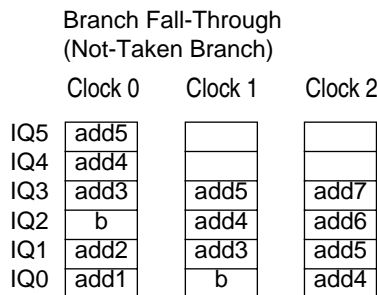 Branch Fall-Through
(Not-Taken Branch)
Clock 0 Clock 1 Clock 2
IQ5 add5
IQ4 add4
IQ3 add3 add5 add7
IQ2 b add4 add6
IQ1 add2 add3 add5
IQ0 add1 b add4